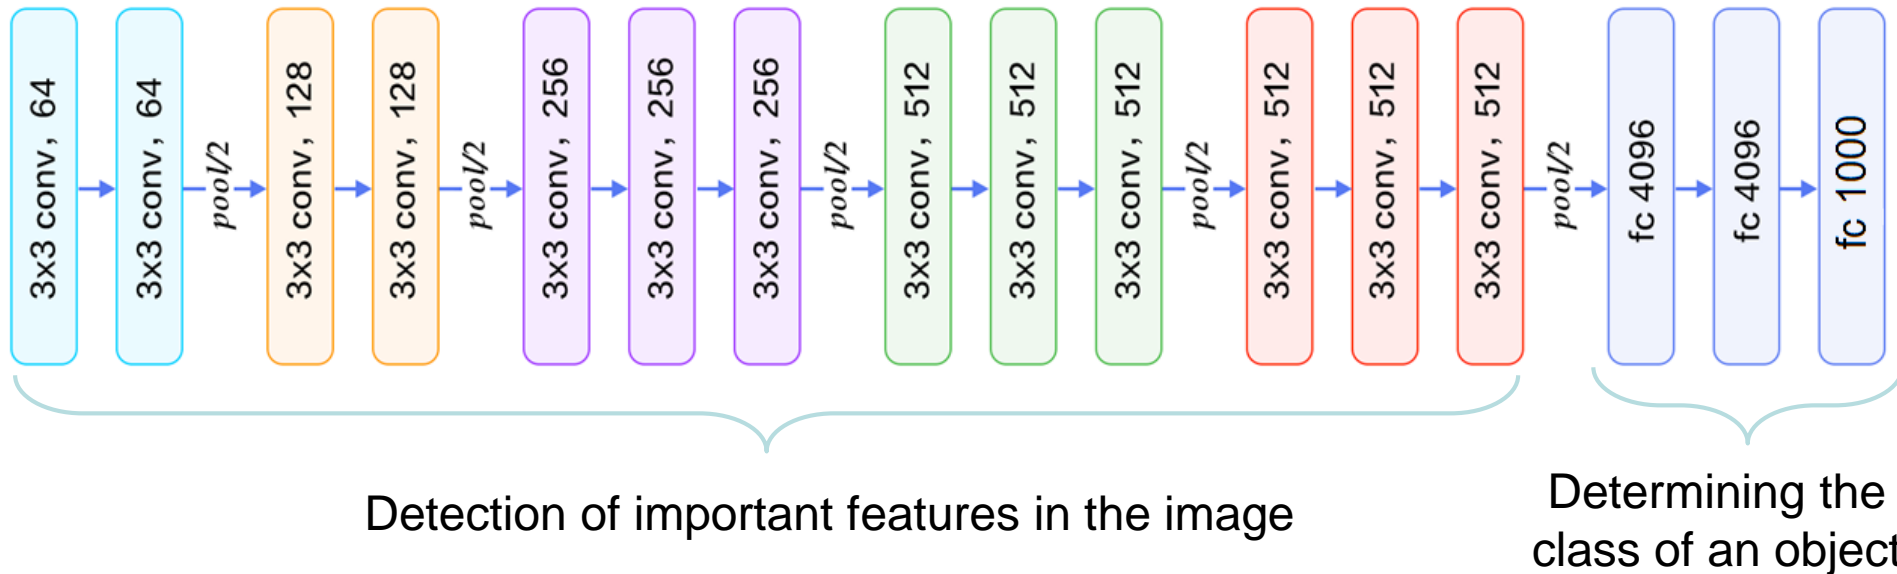 3x3 conv, 64
3x3 conv, 64
pool/2
3x3 conv, 128
3x3 conv, 128
pool/2
3x3 conv, 256
3x3 conv, 256
3x3 conv, 256
pool/2
3x3 conv, 512
3x3 conv, 512
3x3 conv, 512
pool/2
3x3 conv, 512
3x3 conv, 512
3x3 conv, 512
pool/2
fc 4096
fc 4096
fc 1000
Detection of important features in the image
Determining the
class of an object